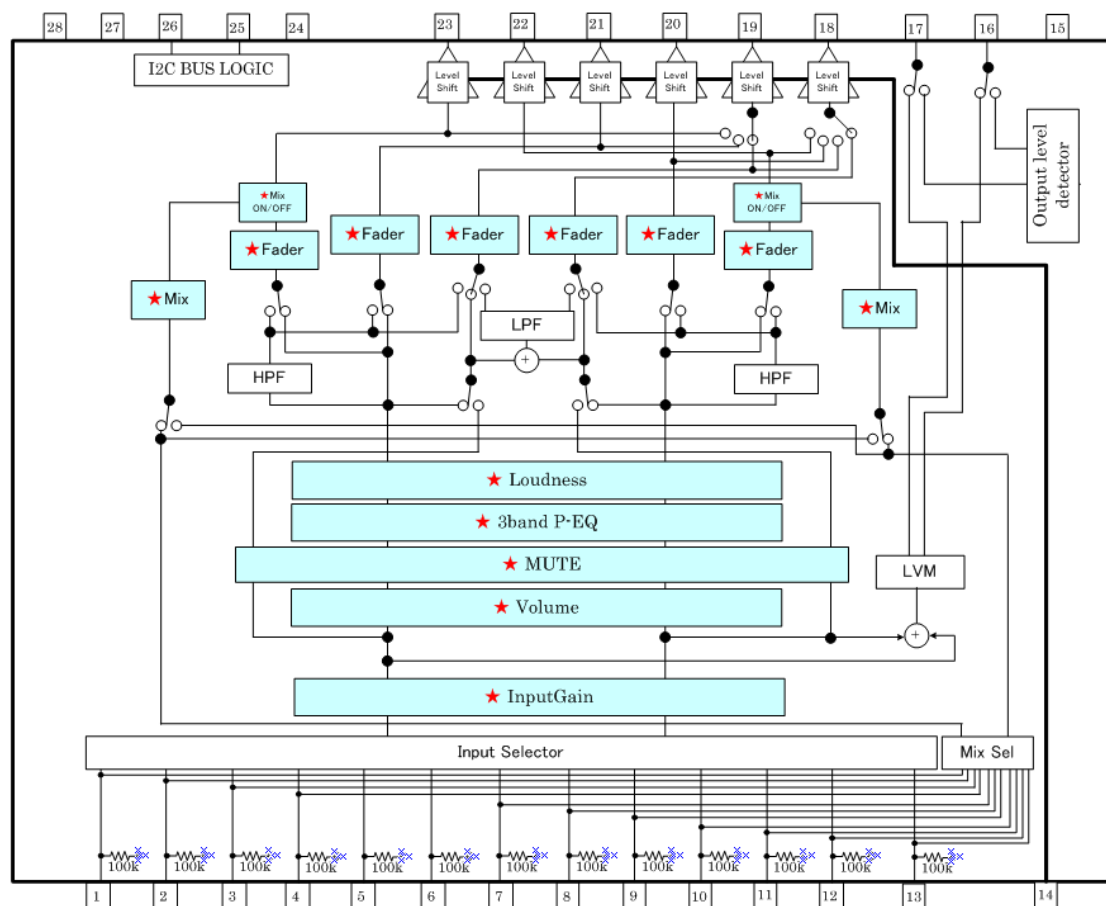 28 27 26 25 24 23 22 21 20 19 18 17 16 15
I2C BUS LOGIC
Level
Shift
Level
Shift
Level
Shift
Level
Shift
Level
Shift
Level
Shift
Output level
detector
★Mix
ON/OFF
★Mix
ON/OFF
★Fader
★Fader
★Fader
★Fader
★Fader
★Fader
★Mix
★Mix
LPF
+
HPF
HPF
★ Loudness
★ 3band P-EQ
★ MUTE
LVM
★ Volume
+
★ InputGain
Input Selector
Mix Sel
100k 100k 100k 100k 100k 100k 100k 100k 100k 100k 100k 100k 100k
1 2 3 4 5 6 7 8 9 10 11 12 13 14